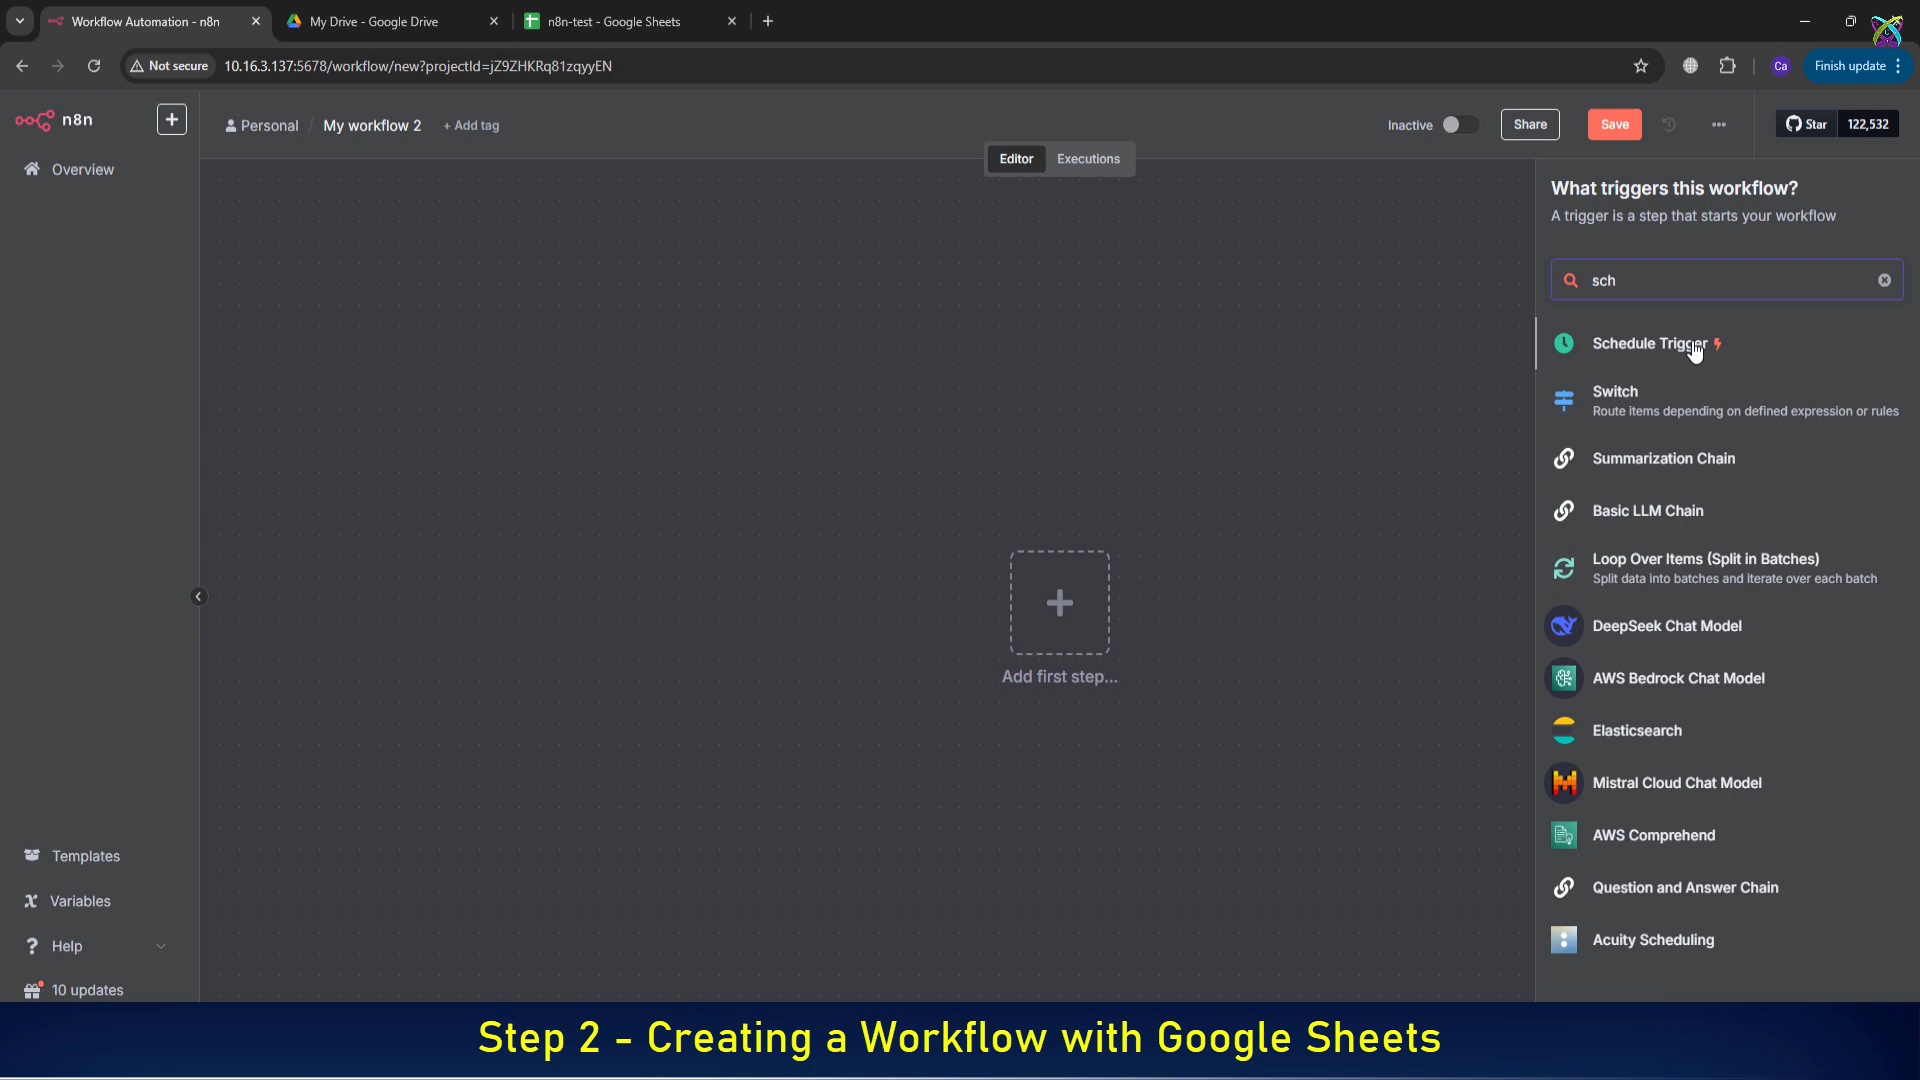 Workflow Automation - n8n
My Drive - Google Drive
n8n-test - Google Sheets
Not secure
10.16.3.137:5678/workflow/new?projectId=jZ9ZHKRq81zqyyEN
Ca
Finish update
n8n
Personal / My workflow 2 + Add tag
Inactive
Share
Save
Star 122,532
Overview
Editor Executions
What triggers this workflow?
A trigger is a step that starts your workflow
sch
Schedule Trigger
Switch
Route items depending on defined expression or rules
Summarization Chain
Basic LLM Chain
Loop Over Items (Split in Batches)
Split data into batches and iterate over each batch
DeepSeek Chat Model
AWS Bedrock Chat Model
Elasticsearch
Mistral Cloud Chat Model
AWS Comprehend
Question and Answer Chain
Acuity Scheduling
Add first step...
Templates
Variables
Help
10 updates
Step 2 - Creating a Workflow with Google Sheets